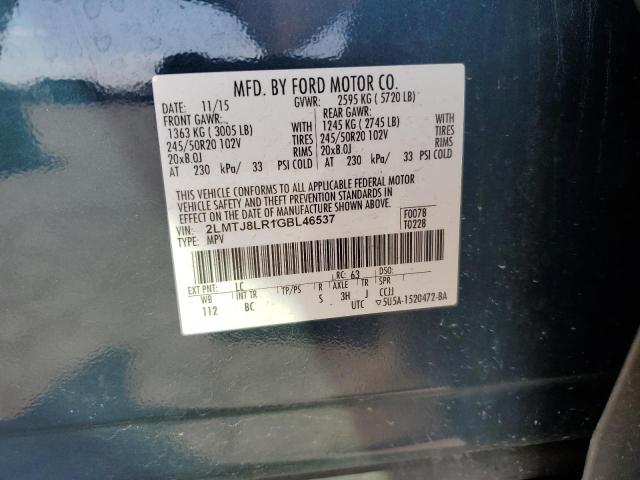 MFD. BY FORD MOTOR CO.
DATE: 11/15 GVWR: 2595 KG ( 5720 LB)
FRONT GAWR: REAR GAWR:
1363 KG ( 3005 LB) WITH 1245 KG ( 2745 LB) WITH
245/50R20 102V TIRES 245/50R20 102V TIRES
20x8.0J RIMS 20x8.0J RIMS
AT 230 kPa/ 33 PSI COLD AT 230 kPa/ 33 PSI COLD
THIS VEHICLE CONFORMS TO ALL APPLICABLE FEDERAL MOTOR
VEHICLE SAFETY AND THEFT PREVENTION STANDARDS IN
EFFECT ON THE DATE OF MANUFACTURE SHOWN ABOVE.
VIN: 2LMTJ8LR1GBL46537 F0078
TYPE: MPV T0228
EXT PNT: LC RC: 63 DSO:
WB INT TR TP/PS R AXLE TR SPR
112 BC S 3H J CCJJ
UTC ▽5U5A-1520472-BA